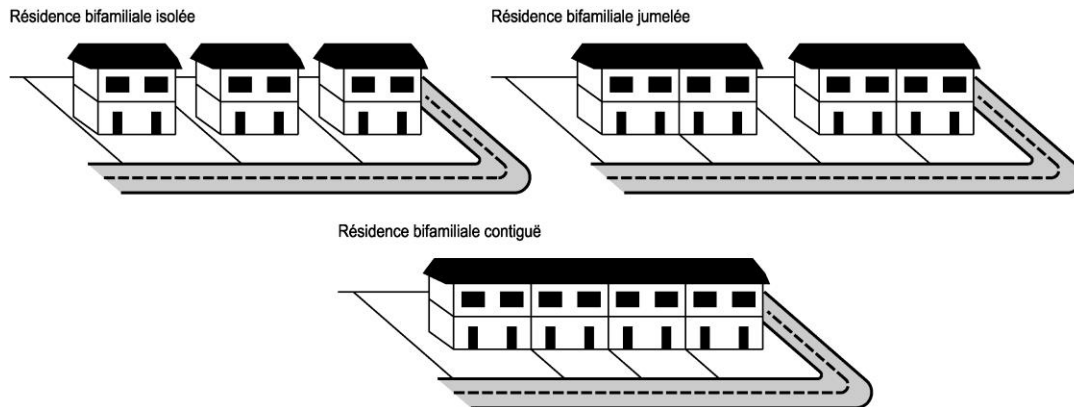 Résidence bifamiliale isolée
Résidence bifamiliale jumelée
Résidence bifamiliale contiguë